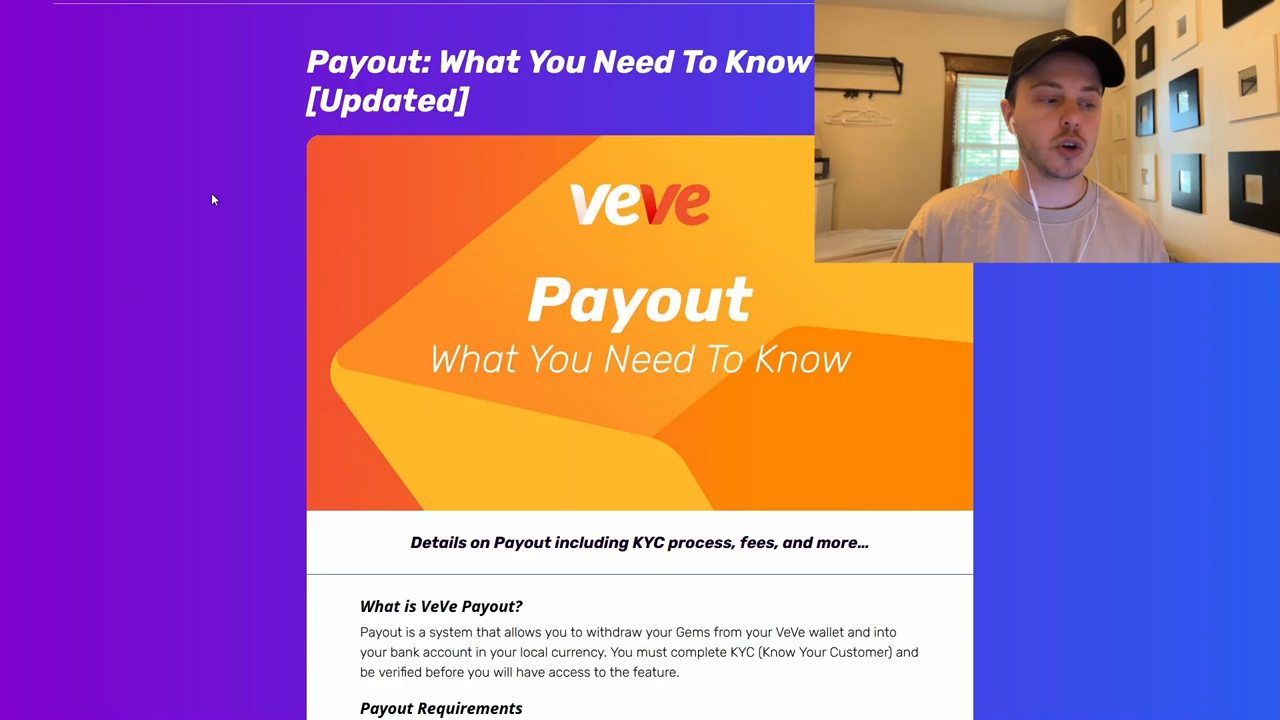 Payout: What You Need To Know
[Updated]
veve
Payout
What You Need To Know
Details on Payout including KYC process, fees, and more...
What is VeVe Payout?
Payout is a system that allows you to withdraw your Gems from your VeVe wallet and into
your bank account in your local currency. You must complete KYC (Know Your Customer) and
be verified before you will have access to the feature.
Payout Requirements